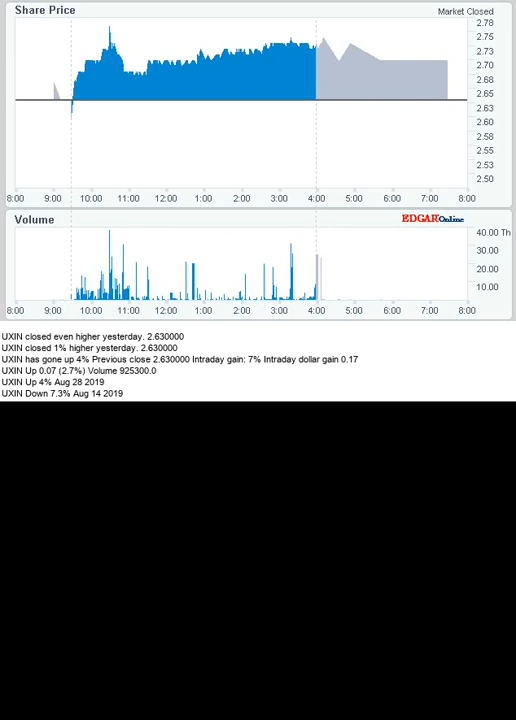 Share Price
Market Closed
2.78
2.75
2.73
2.70
2.68
2.65
2.63
2.60
2.58
2.55
2.53
2.50
8:00 9:00 10:00 11:00 12:00 1:00 2:00 3:00 4:00 5:00 6:00 7:00 8:00
Volume
EDGAROnline
40.00 Th
30.00
20.00
10.00
8:00 9:00 10:00 11:00 12:00 1:00 2:00 3:00 4:00 5:00 6:00 7:00 8:00
UXIN closed even higher yesterday. 2.630000
UXIN closed 1% higher yesterday. 2.630000
UXIN has gone up 4% Previous close 2.630000 Intraday gain: 7% Intraday dollar gain 0.17
UXIN Up 0.07 (2.7%) Volume 925300.0
UXIN Up 4% Aug 28 2019
UXIN Down 7.3% Aug 14 2019